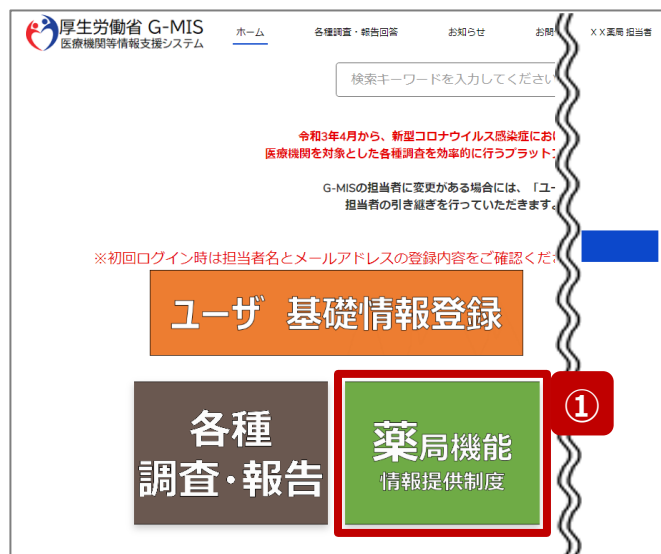 厚生労働省 G-MIS
医療機関等情報支援システム
ホーム 各種調査・報告回答 お知らせ お問 XX薬局 担当者
検索キーワードを入力してください
令和3年4月から、新型コロナウイルス感染症にお
医療機関を対象とした各種調査を効率的に行うプラット
G-MISの担当者に変更がある場合には、「ユー
担当者の引き継ぎを行っていただきます。
※初回ログイン時は担当者名とメールアドレスの登録内容をご確認くだ
ユーザ 基礎情報登録
各種
調査・報告
薬局機能
情報提供制度
①